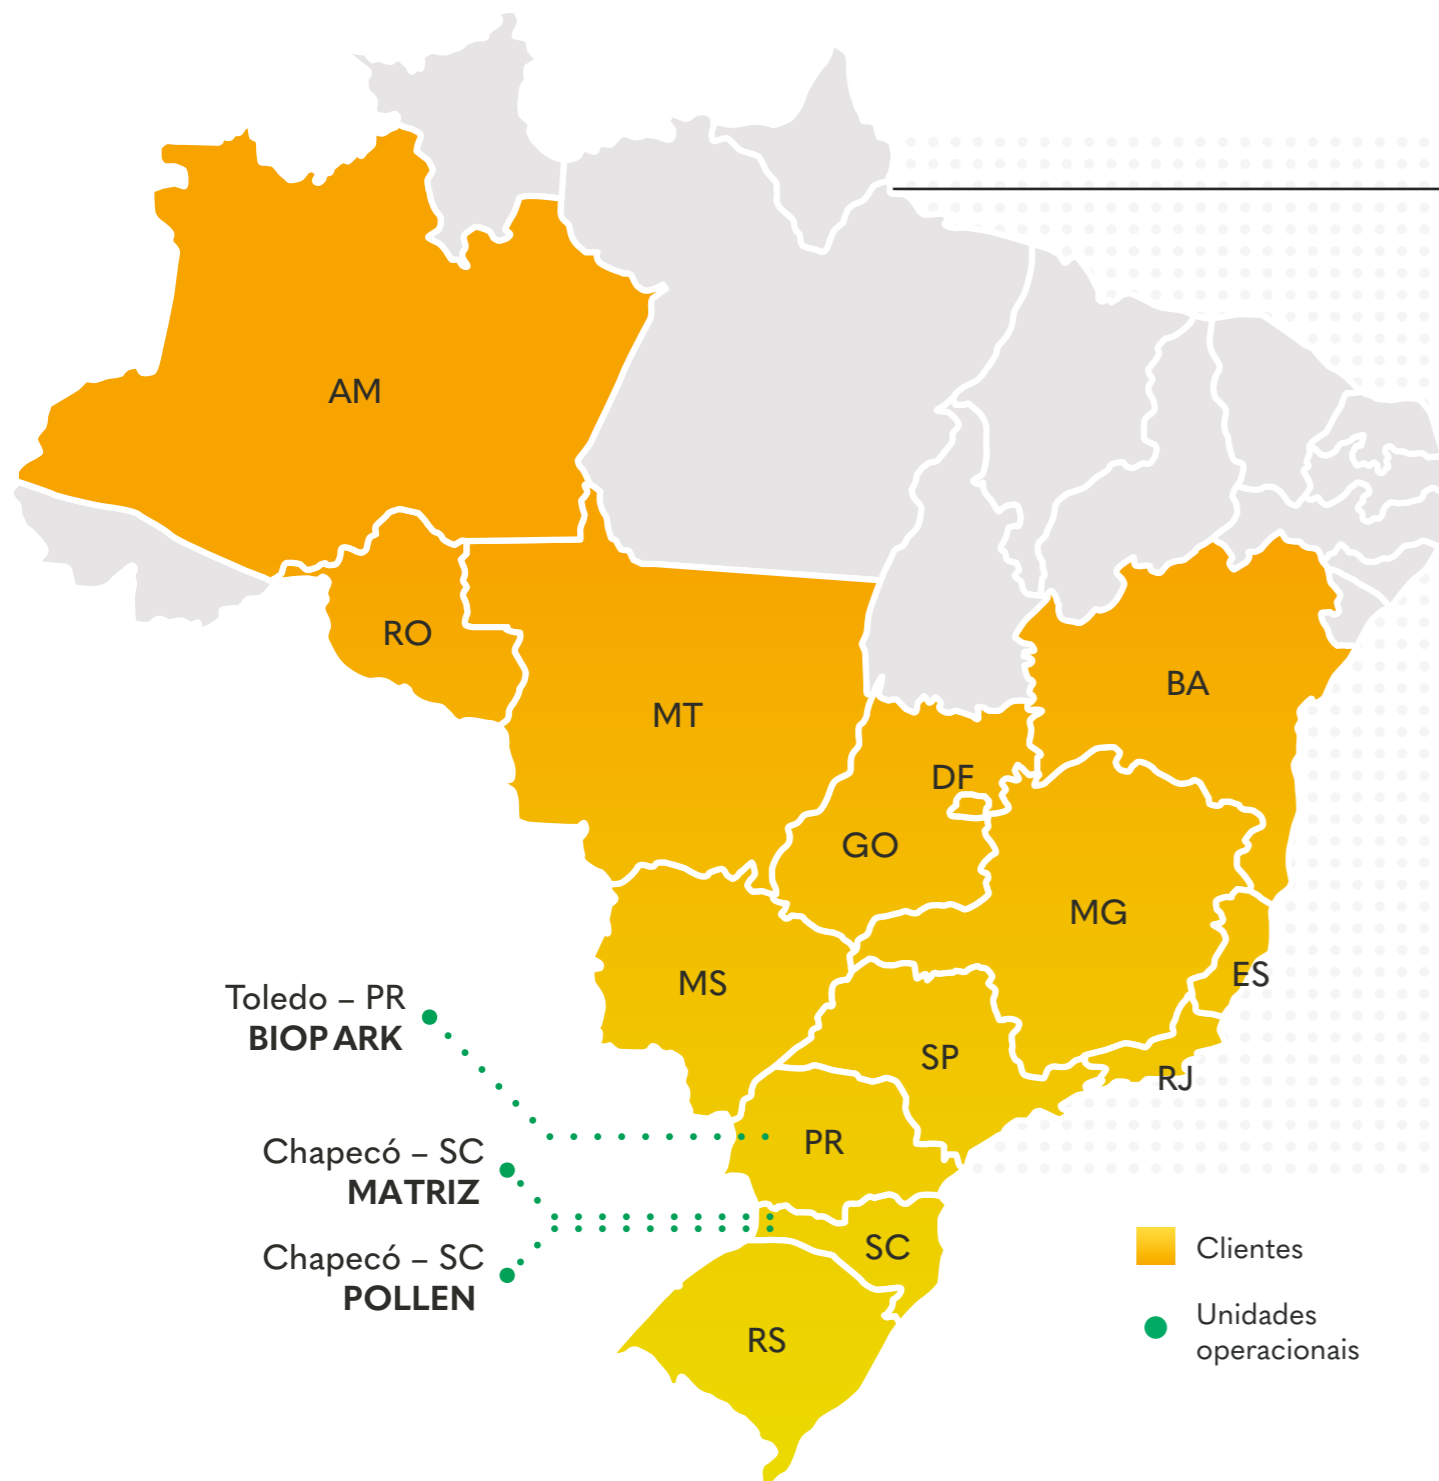 AM
RO
MT
BA
DF
GO
MG
ES
MS
SP
RJ
PR
SC
RS
Toledo – PR
BIOPARK
Chapecó – SC
MATRIZ
Chapecó – SC
POLLEN
Clientes
Unidades
operacionais